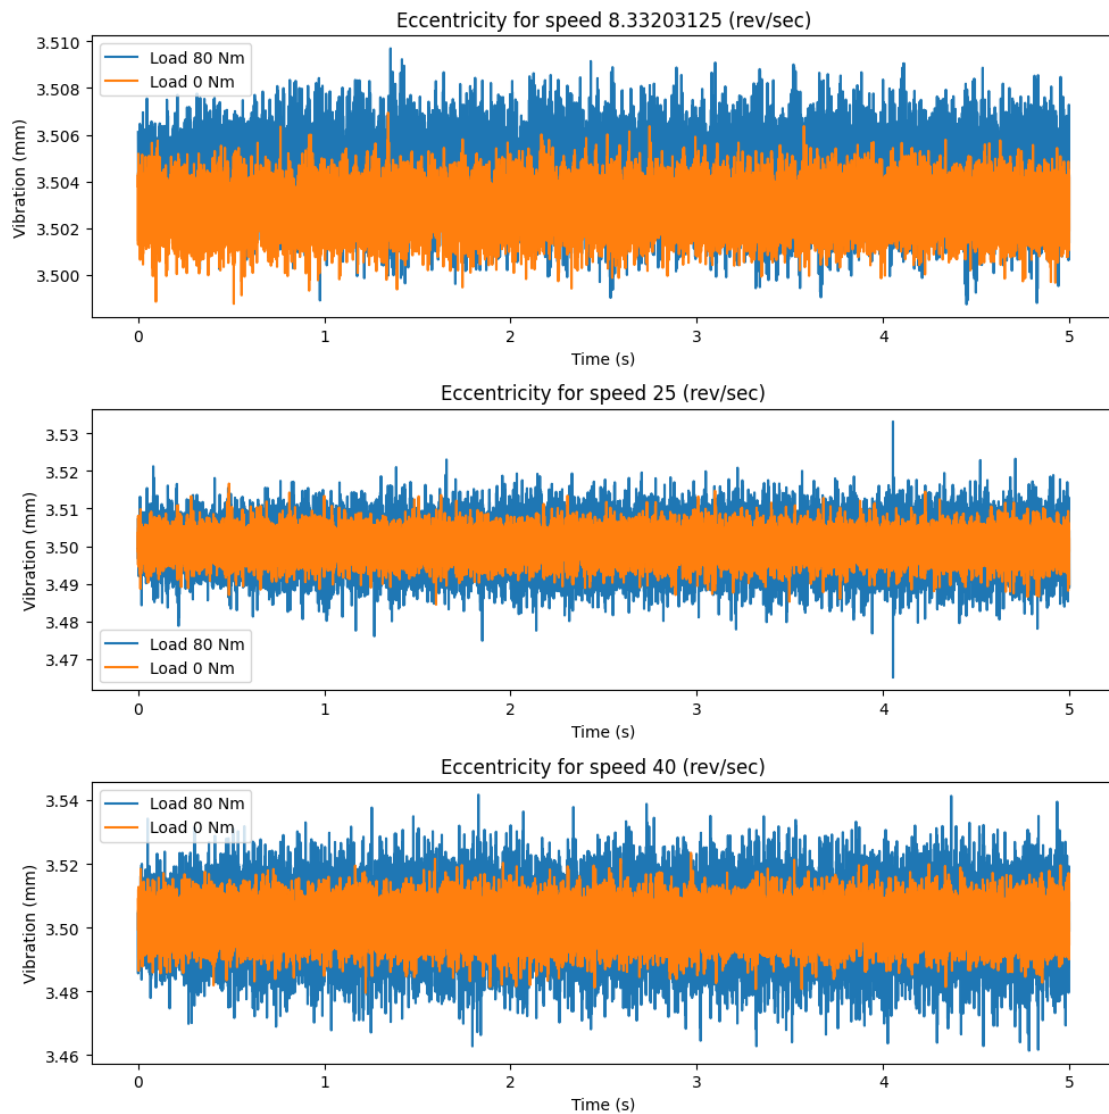 Eccentricity for speed 8.33203125 (rev/sec)
3.510
3.508
3.506
3.504
3.502
3.500
Vibration (mm)
Load 80 Nm
Load 0 Nm
0 1 2 3 4 5
Time (s)
Eccentricity for speed 25 (rev/sec)
3.53
3.52
3.51
3.50
3.49
3.48
3.47
Vibration (mm)
Load 80 Nm
Load 0 Nm
0 1 2 3 4 5
Time (s)
Eccentricity for speed 40 (rev/sec)
3.54
3.52
3.50
3.48
3.46
Vibration (mm)
Load 80 Nm
Load 0 Nm
0 1 2 3 4 5
Time (s)